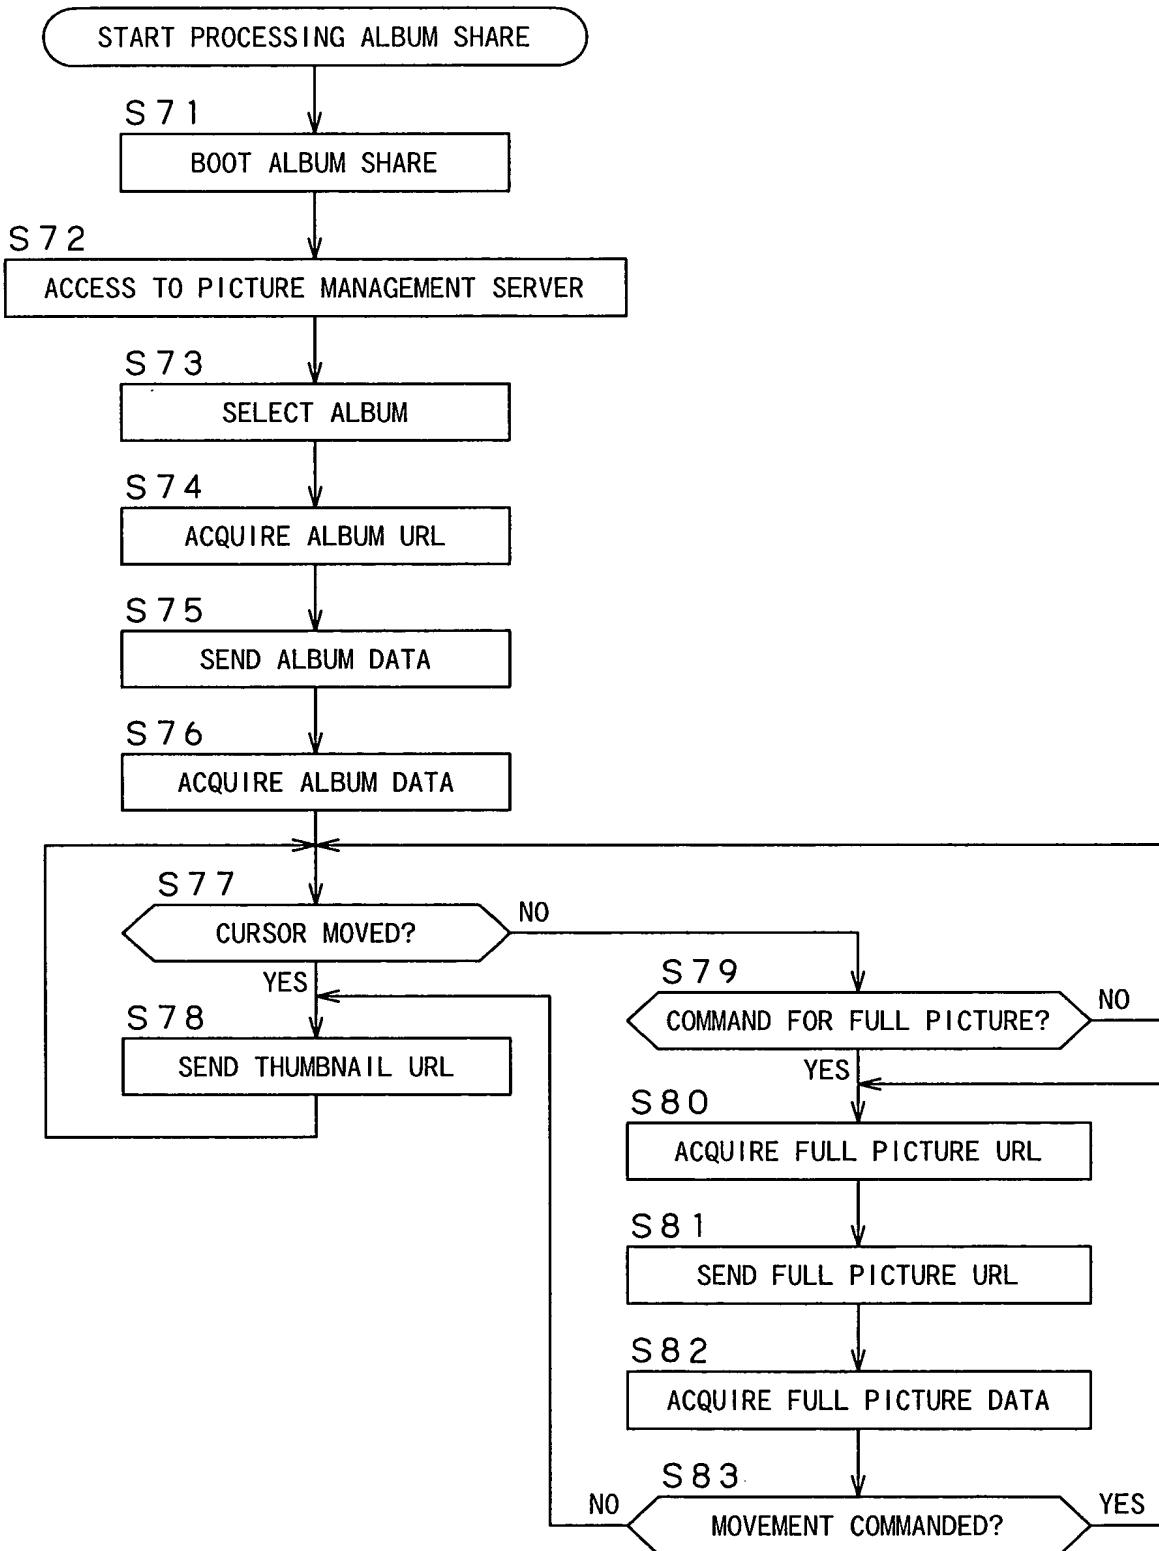 START PROCESSING ALBUM SHARE
S71
BOOT ALBUM SHARE
S72
ACCESS TO PICTURE MANAGEMENT SERVER
S73
SELECT ALBUM
S74
ACQUIRE ALBUM URL
S75
SEND ALBUM DATA
S76
ACQUIRE ALBUM DATA
S77
CURSOR MOVED?
NO
YES
S78
SEND THUMBNAIL URL
S79
COMMAND FOR FULL PICTURE?
NO
YES
S80
ACQUIRE FULL PICTURE URL
S81
SEND FULL PICTURE URL
S82
ACQUIRE FULL PICTURE DATA
S83
NO
MOVEMENT COMMANDED?
YES